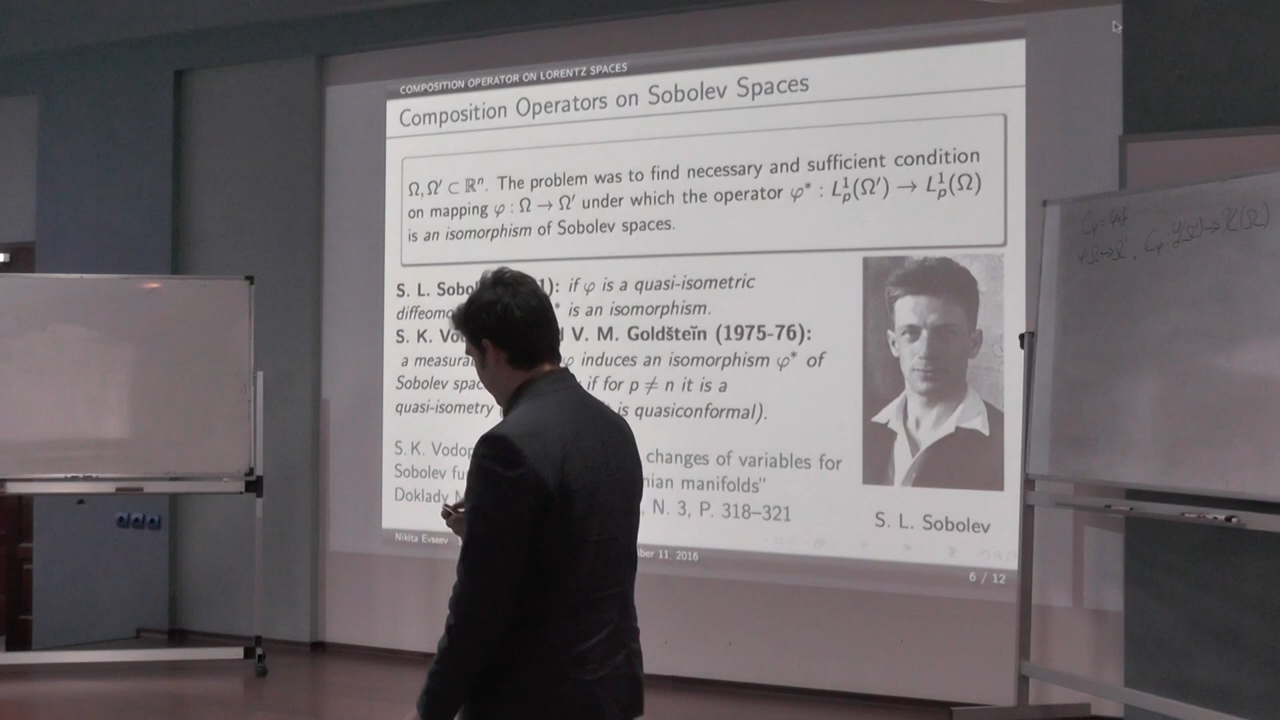 COMPOSITION OPERATOR ON LORENTZ SPACES
Composition Operators on Sobolev Spaces
Ω, Ω′ ⊂ ℝⁿ. The problem was to find necessary and sufficient condition
on mapping φ : Ω → Ω′ under which the operator φ* : L¹ₚ(Ω′) → L¹ₚ(Ω)
is an isomorphism of Sobolev spaces.
S. L. Sobol 1): if φ is a quasi-isometric
diffeomo * is an isomorphism.
S. K. Vo V. M. Goldšteĭn (1975-76):
a measura φ induces an isomorphism φ* of
Sobolev spac if for p ≠ n it is a
quasi-isometry is quasiconformal).
S. K. Vodop changes of variables for
Sobolev fu nian manifolds"
Doklady , N. 3, P. 318–321
S. L. Sobolev
Nikita Evseev ber 11, 2016
6 / 12